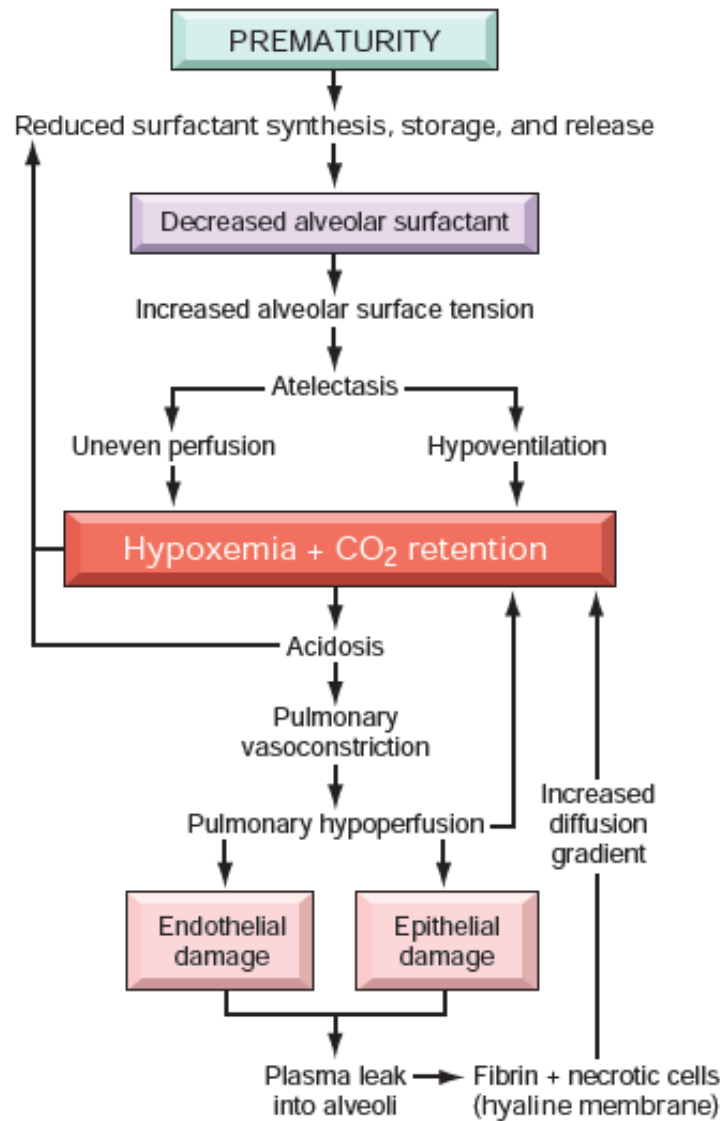 PREMATURITY
Reduced surfactant synthesis, storage, and release
Decreased alveolar surfactant
Increased alveolar surface tension
Atelectasis
Uneven perfusion
Hypoventilation
Hypoxemia + CO₂ retention
Acidosis
Pulmonary
vasoconstriction
Pulmonary hypoperfusion
Increased
diffusion
gradient
Endothelial
damage
Epithelial
damage
Plasma leak
into alveoli
Fibrin + necrotic cells
(hyaline membrane)